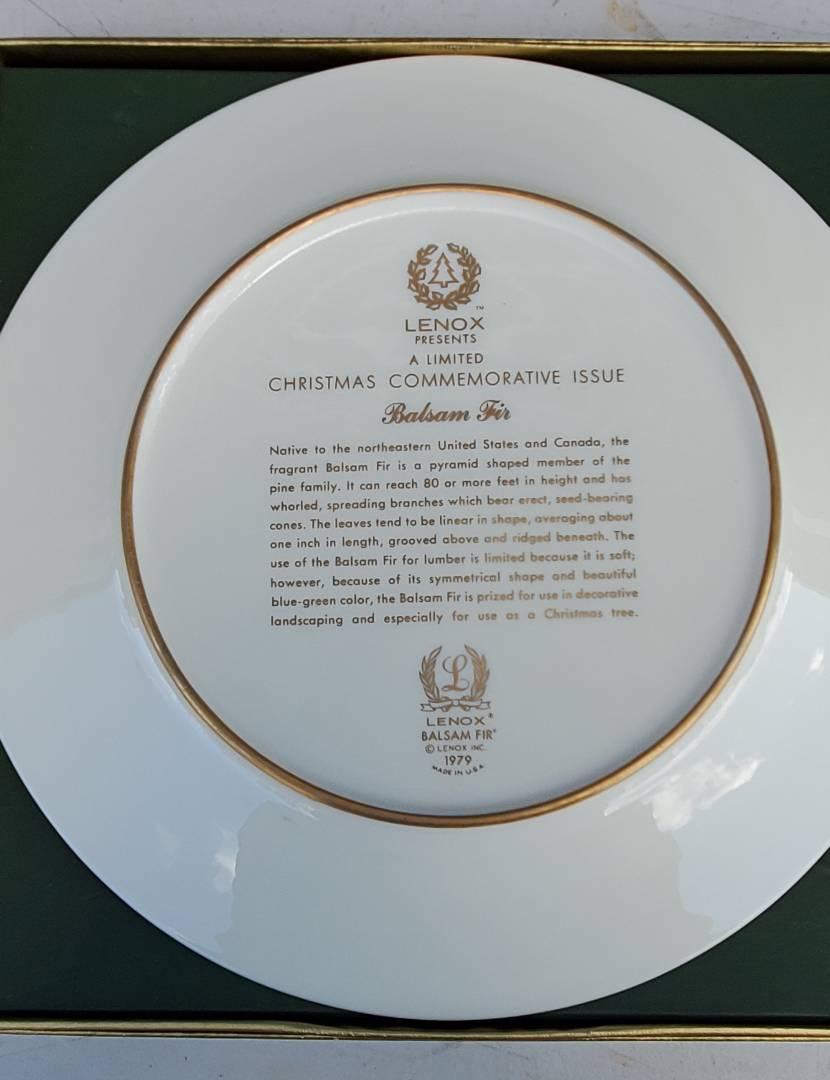 ™
LENOX
PRESENTS
A LIMITED
CHRISTMAS COMMEMORATIVE ISSUE
Balsam Fir
Native to the northeastern United States and Canada, the
fragrant Balsam Fir is a pyramid shaped member of the
pine family. It can reach 80 or more feet in height and has
whorled, spreading branches which bear erect, seed-bearing
cones. The leaves tend to be linear in shape, averaging about
one inch in length, grooved above and ridged beneath. The
use of the Balsam Fir for lumber is limited because it is soft;
however, because of its symmetrical shape and beautiful
blue-green color, the Balsam Fir is prized for use in decorative
landscaping and especially for use as a Christmas tree.
L
LENOX®
BALSAM FIR
© LENOX INC.
1979
MADE IN U.S.A.